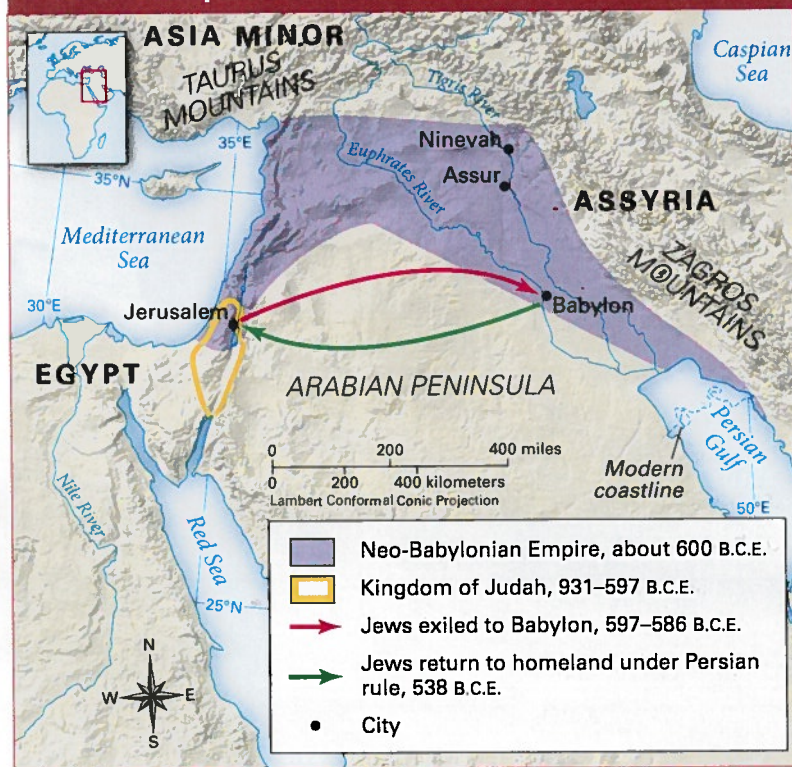 ASIA MINOR
TAURUS
MOUNTAINS
Caspian
Sea
Tigris River
35°E
Ninevah
Euphrates
River
Assur
35°N
ASSYRIA
Mediterranean
Sea
ZAGROS
MOUNTAINS
30°E
Jerusalem
Babylon
EGYPT
ARABIAN PENINSULA
Persian
Gulf
0 200 400 miles
0 200 400 kilometers
Lambert Conformal Conic Projection
Modern
coastline
Nile River
Red Sea
50°E
25°N
Neo-Babylonian Empire, about 600 B.C.E.
Kingdom of Judah, 931–597 B.C.E.
Jews exiled to Babylon, 597–586 B.C.E.
Jews return to homeland under Persian
rule, 538 B.C.E.
City
N
W E
S